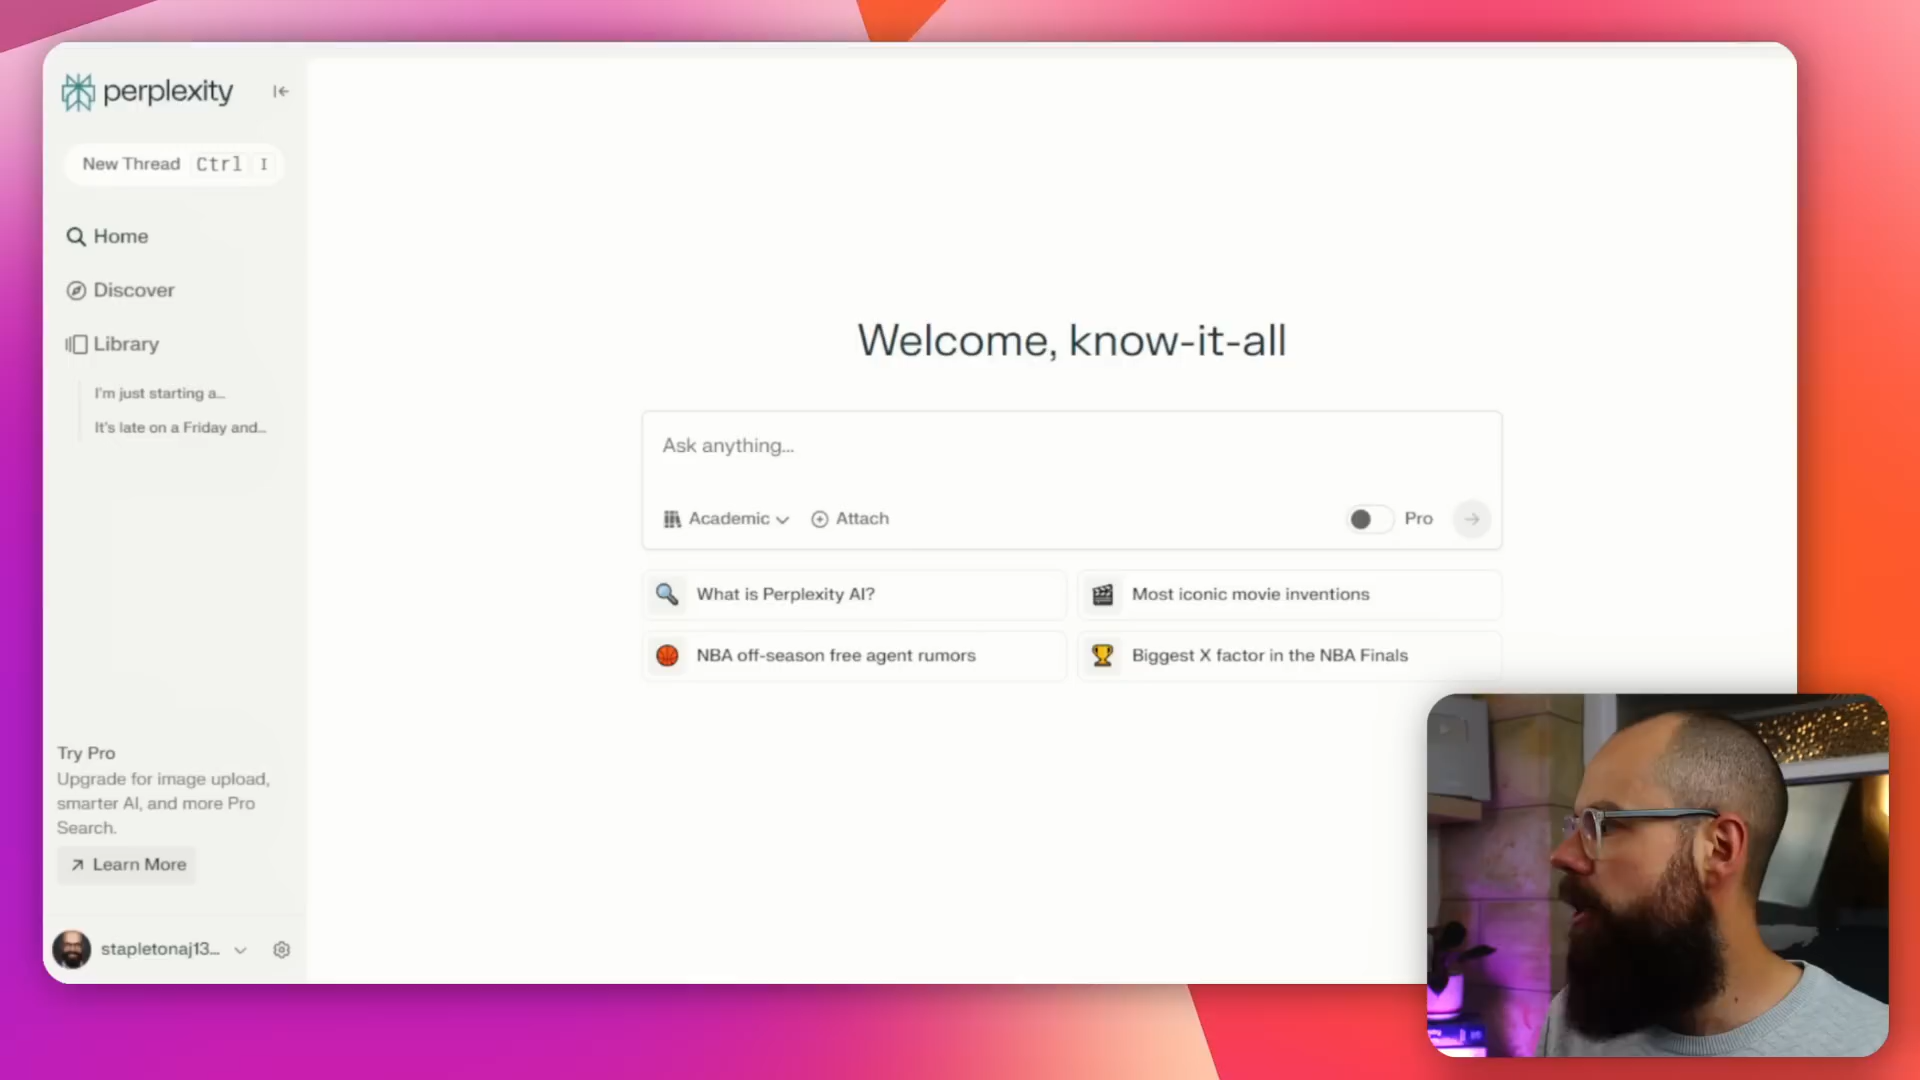 perplexity
New Thread Ctrl I
Home
Discover
Library
I'm just starting a...
It's late on a Friday and...
Try Pro
Upgrade for image upload,
smarter AI, and more Pro
Search.
Learn More
stapletonaj13...
Welcome, know-it-all
Ask anything...
Academic
Attach
Pro
What is Perplexity AI?
Most iconic movie inventions
NBA off-season free agent rumors
Biggest X factor in the NBA Finals